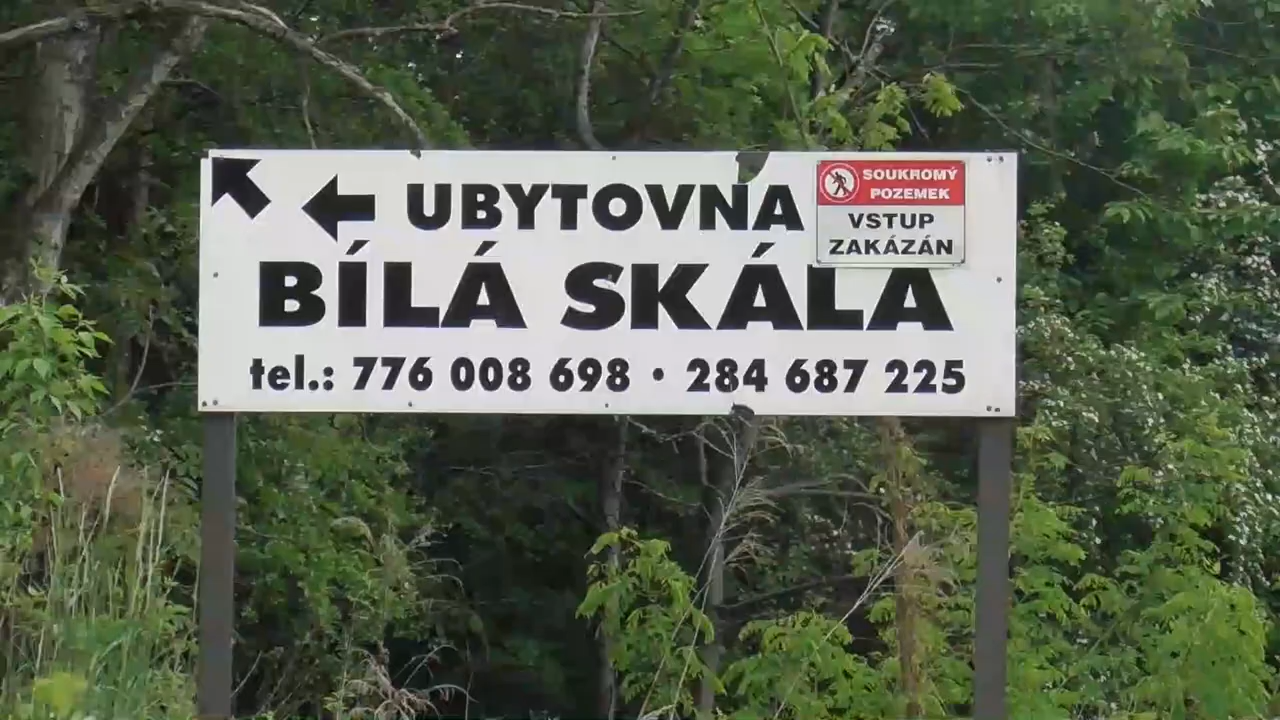 UBYTOVNA
BÍLÁ SKÁLA
tel.: 776 008 698 • 284 687 225
SOUKROMÝ
POZEMEK
VSTUP
ZAKÁZÁN